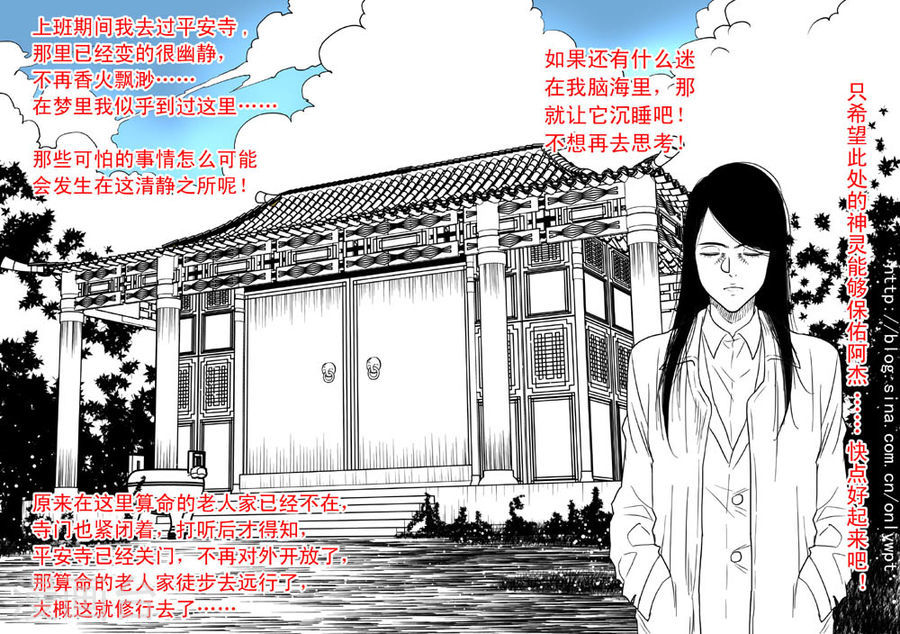 上班期间我去过平安寺，
那里已经变的很幽静，
不再香火飘渺……
在梦里我似乎到过这里……
那些可怕的事情怎么可能
会发生在这清静之所呢！
如果还有什么迷
在我脑海里，那
就让它沉睡吧！
不想再去思考！
只希望此处的神灵能够保佑阿杰……快点好起来吧！
http://blog.sina.com.cn/onlywpt
原来在这里算命的老人家已经不在，
寺门也紧闭着，打听后才得知，
平安寺已经关门，不再对外开放了，
那算命的老人家徒步去远行了，
大概这就修行去了……